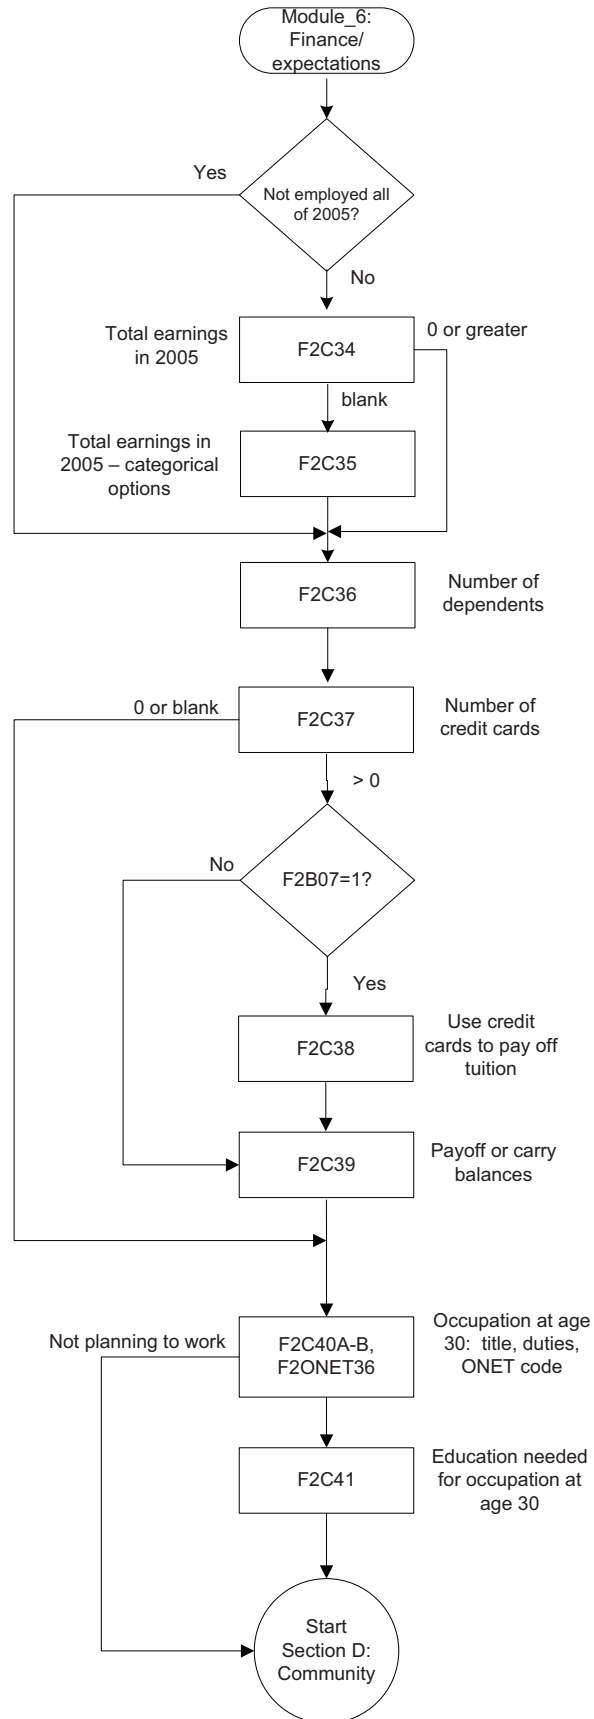 Module_6:
Finance/
expectations
Yes
Not employed all
of 2005?
No
Total earnings
in 2005
F2C34
0 or greater
blank
Total earnings in
2005 – categorical
options
F2C35
F2C36
Number of
dependents
0 or blank
F2C37
Number of
credit cards
> 0
No
F2B07=1?
Yes
F2C38
Use credit
cards to pay off
tuition
F2C39
Payoff or carry
balances
Not planning to work
F2C40A-B,
F2ONET36
Occupation at age
30: title, duties,
ONET code
F2C41
Education needed
for occupation at
age 30
Start
Section D:
Community